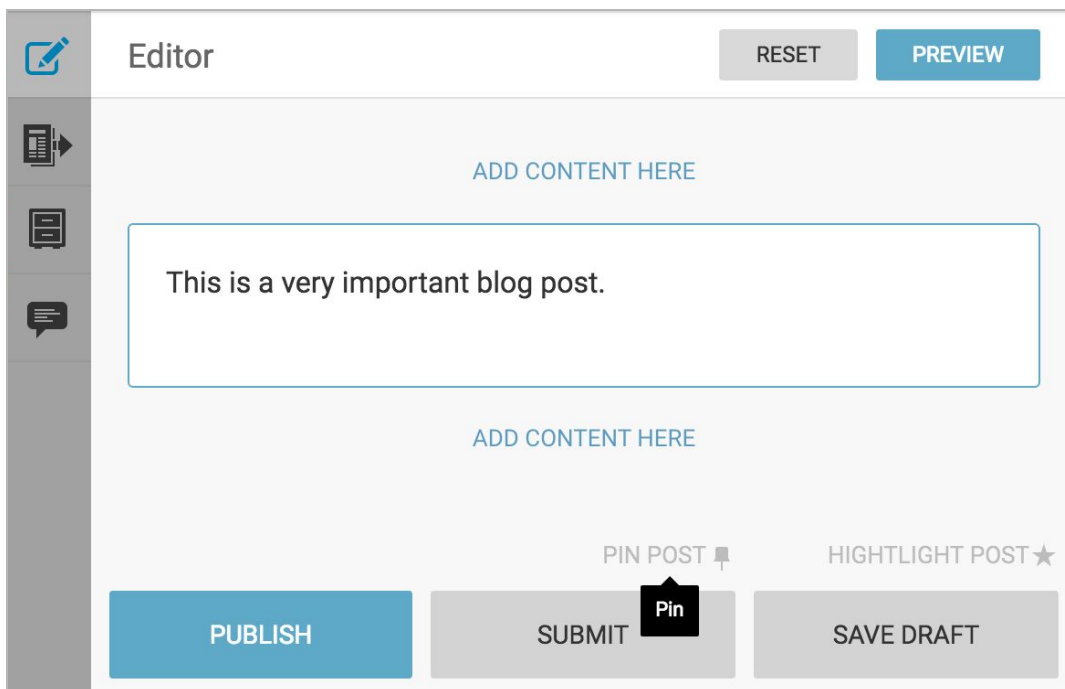 Editor
RESET
PREVIEW
ADD CONTENT HERE
This is a very important blog post.
ADD CONTENT HERE
PIN POST
HIGHTLIGHT POST
Pin
PUBLISH
SUBMIT
SAVE DRAFT